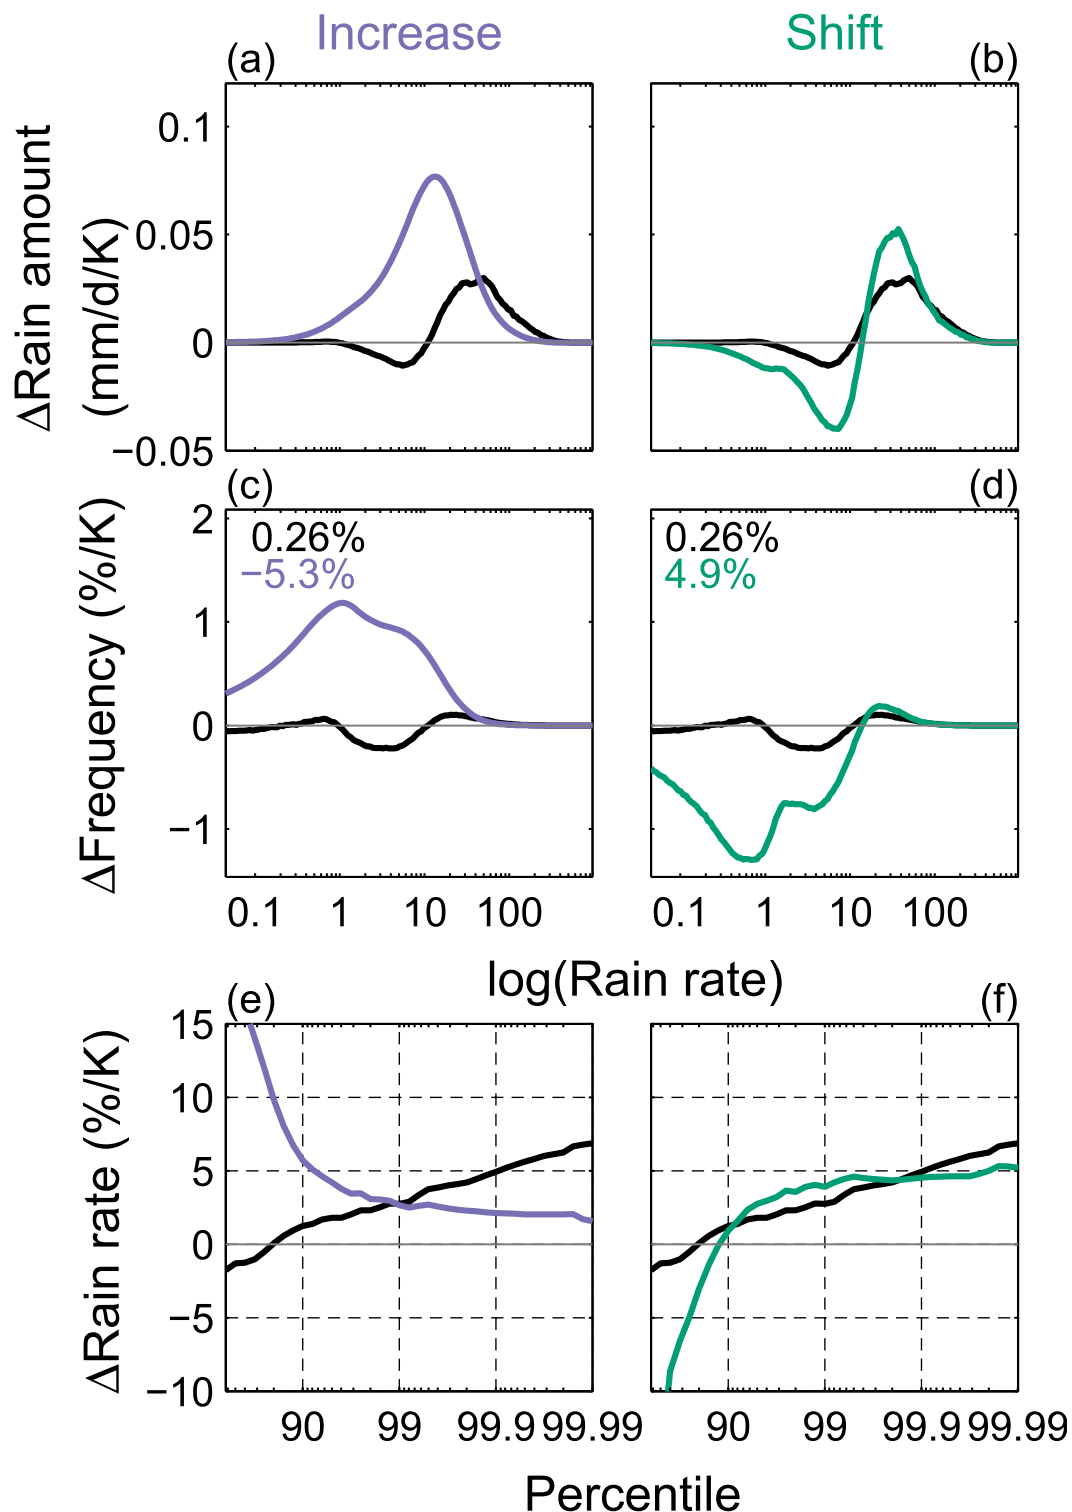 Increase Shift
(a) (b)
ΔRain amount
(mm/d/K)
0.1
0.05
0
−0.05
(c) (d)
ΔFrequency (%/K)
2
1
0
−1
0.26%
−5.3%
0.26%
4.9%
0.1 1 10 100 0.1 1 10 100
log(Rain rate)
(e) (f)
ΔRain rate (%/K)
15
10
5
0
−5
−10
90 99 99.9 99.99 90 99 99.9 99.99
Percentile